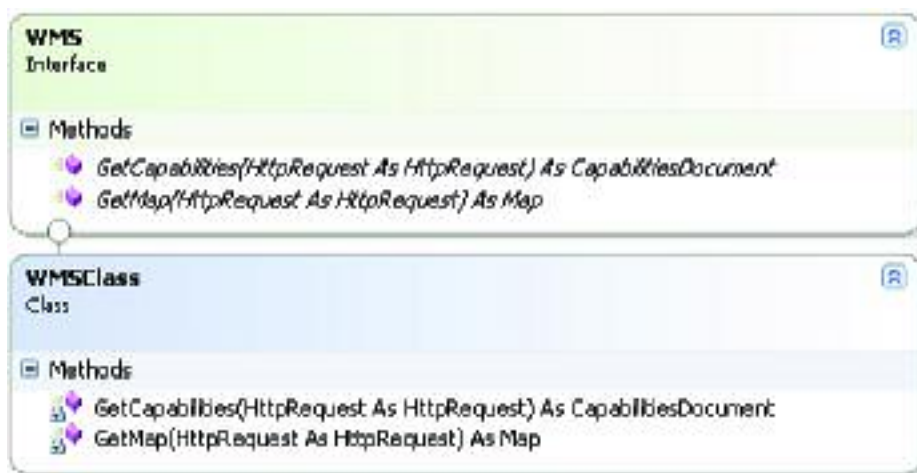 WMS
Interface
Methods
GetCapabilities(HttpRequest As HttpRequest) As CapabilitiesDocument
GetMap(HttpRequest As HttpRequest) As Map
WMSClass
Class
Methods
GetCapabilities(HttpRequest As HttpRequest) As CapabilitiesDocument
GetMap(HttpRequest As HttpRequest) As Map